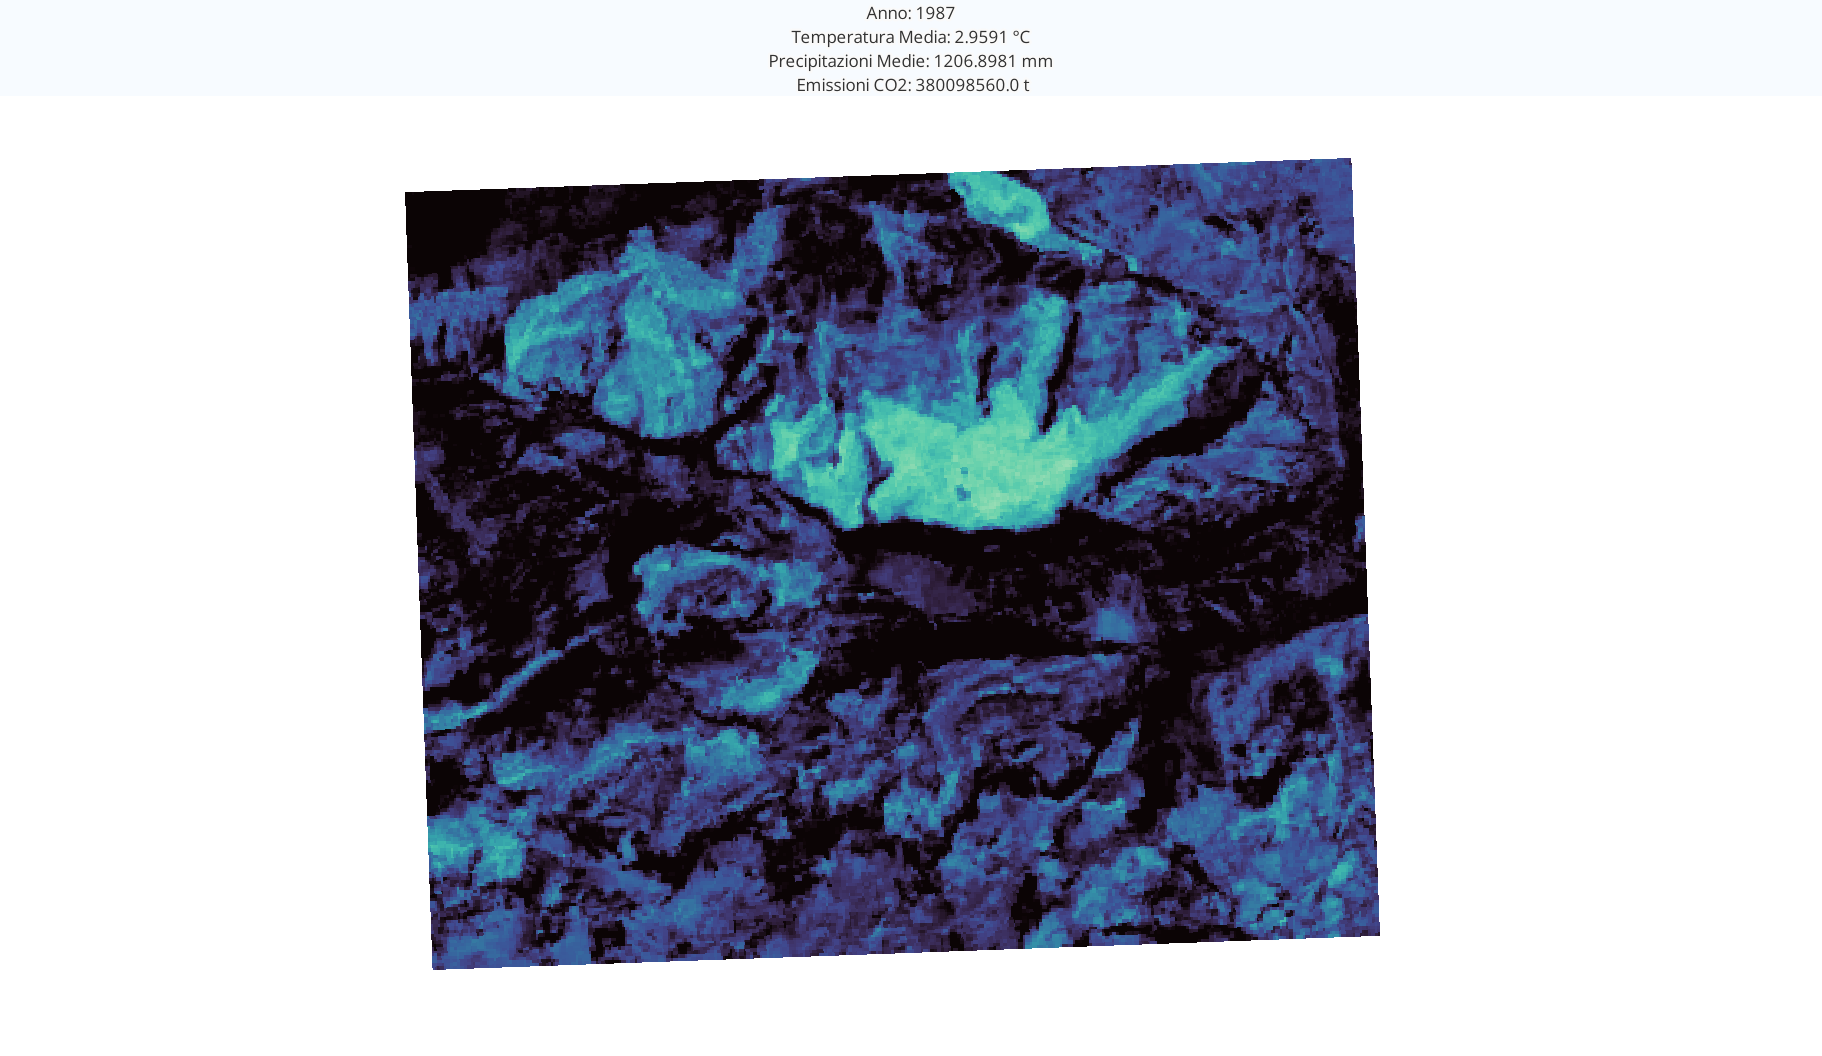 Anno: 1987
Temperatura Media: 2.9591 °C
Precipitazioni Medie: 1206.8981 mm
Emissioni CO2: 380098560.0 t